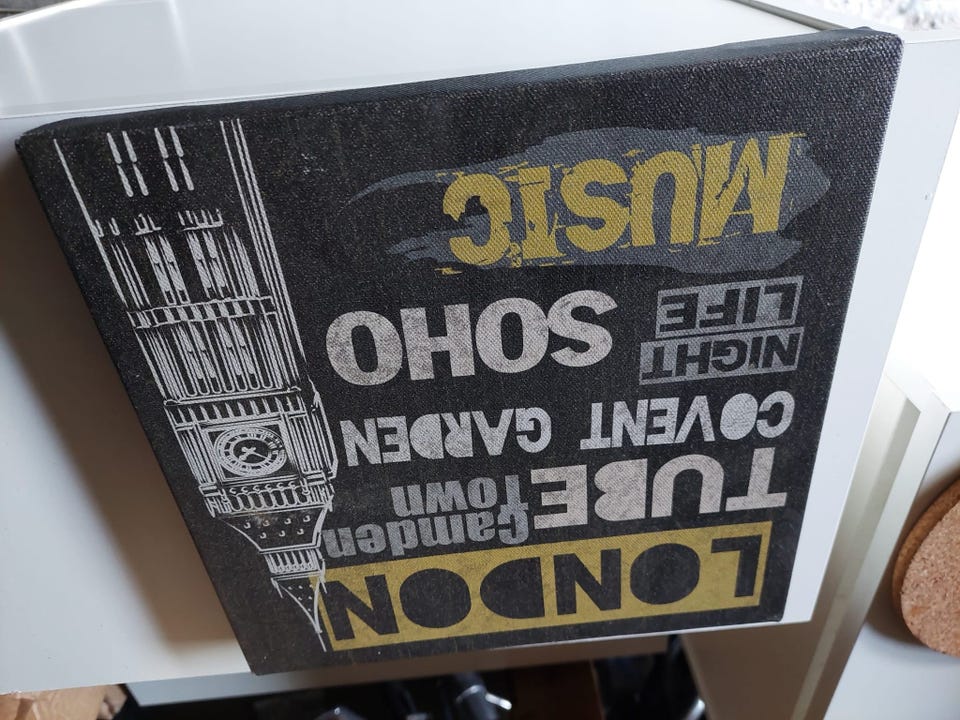 LONDON
TUBE Camden Town
COVENT GARDEN
NIGHT LIFE SOHO
MUSIC